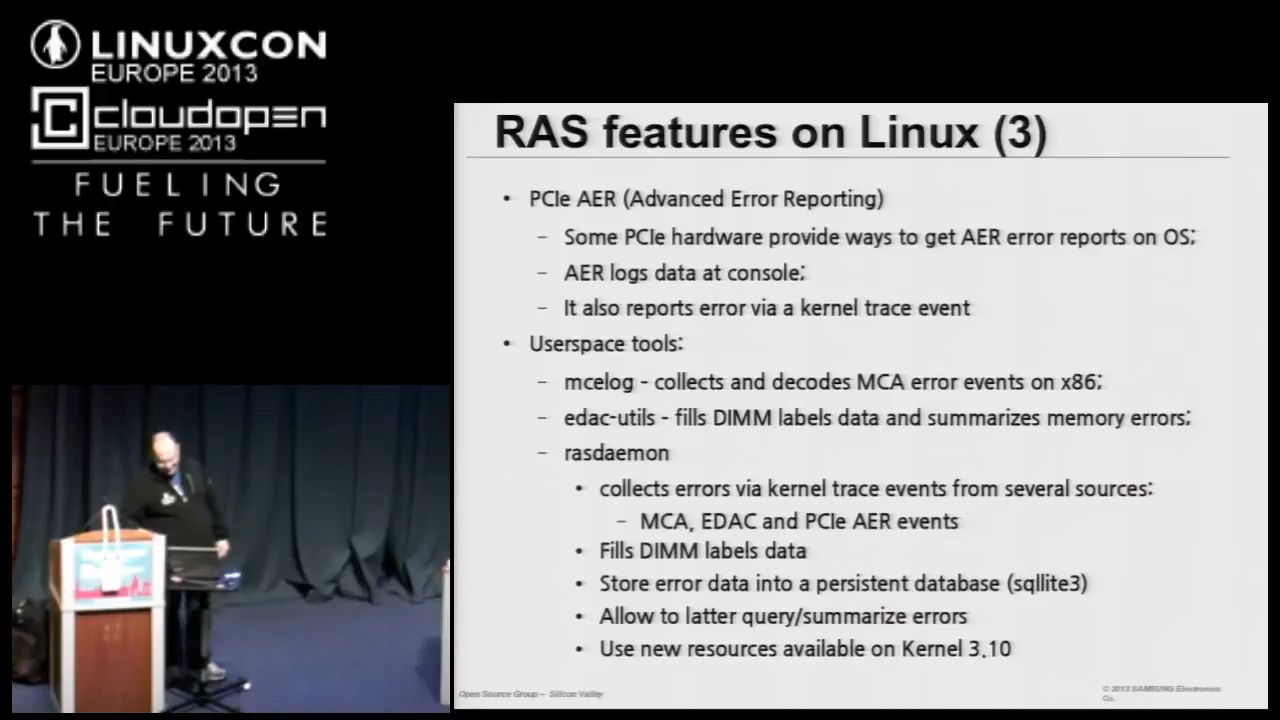 LINUXCON
EUROPE 2013
cloudopen
EUROPE 2013
FUELING
THE FUTURE
RAS features on Linux (3)
• PCIe AER (Advanced Error Reporting)
– Some PCIe hardware provide ways to get AER error reports on OS;
– AER logs data at console;
– It also reports error via a kernel trace event
• Userspace tools:
– mcelog - collects and decodes MCA error events on x86;
– edac-utils - fills DIMM labels data and summarizes memory errors;
– rasdaemon
• collects errors via kernel trace events from several sources:
– MCA, EDAC and PCIe AER events
• Fills DIMM labels data
• Store error data into a persistent database (sqllite3)
• Allow to latter query/summarize errors
• Use new resources available on Kernel 3.10
Open Source Group – Silicon Valley
© 2013 SAMSUNG Electronics
Co.